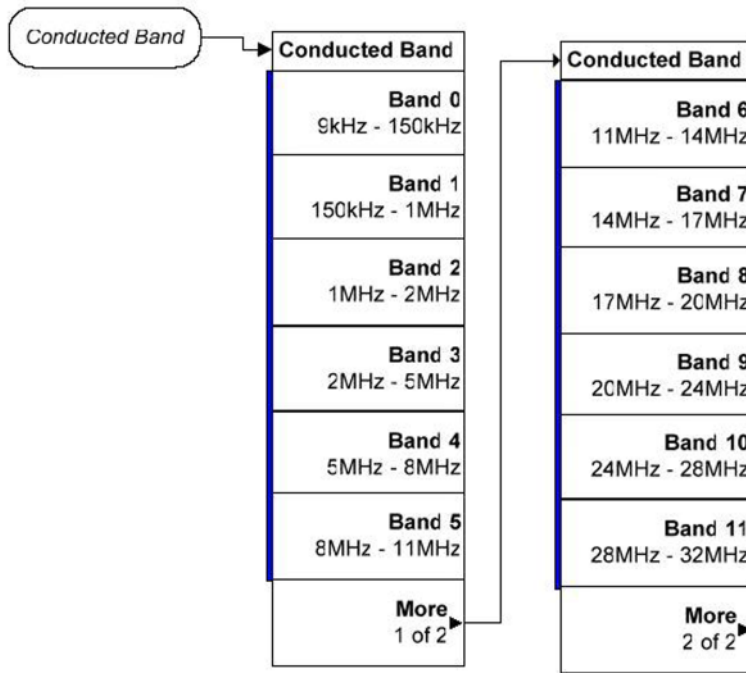 Conducted Band
Conducted Band
Band 0
9kHz - 150kHz
Band 1
150kHz - 1MHz
Band 2
1MHz - 2MHz
Band 3
2MHz - 5MHz
Band 4
5MHz - 8MHz
Band 5
8MHz - 11MHz
More
1 of 2
Conducted Band
Band 6
11MHz - 14MHz
Band 7
14MHz - 17MHz
Band 8
17MHz - 20MHz
Band 9
20MHz - 24MHz
Band 10
24MHz - 28MHz
Band 11
28MHz - 32MHz
More
2 of 2